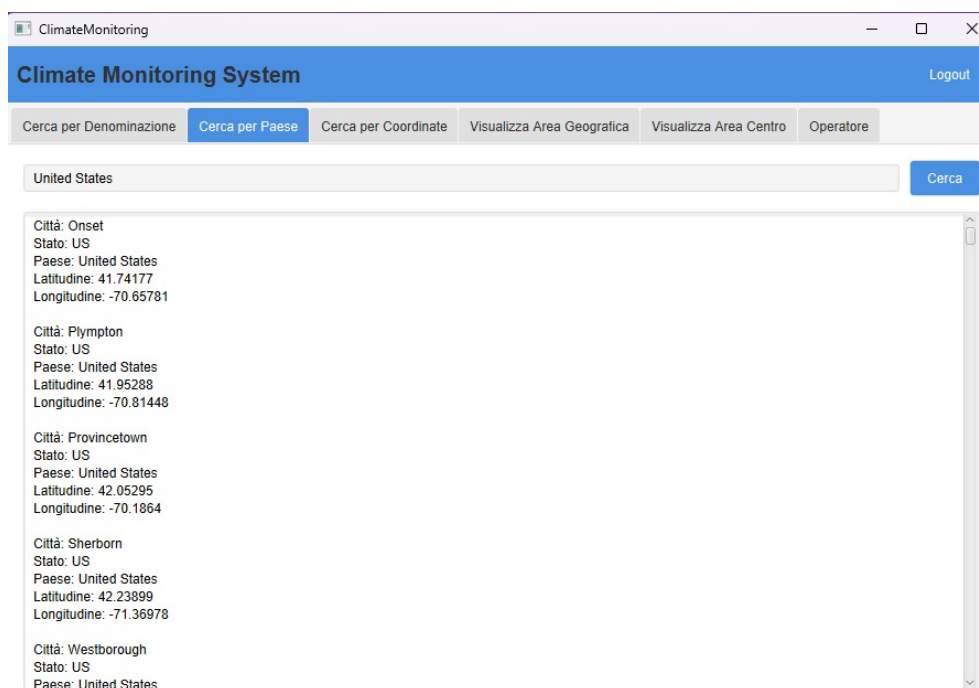 ClimateMonitoring
Climate Monitoring System
Logout
Cerca per Denominazione Cerca per Paese Cerca per Coordinate Visualizza Area Geografica Visualizza Area Centro Operatore
United States Cerca
Città: Onset
Stato: US
Paese: United States
Latitudine: 41.74177
Longitudine: -70.65781
Città: Plympton
Stato: US
Paese: United States
Latitudine: 41.95288
Longitudine: -70.81448
Città: Provincetown
Stato: US
Paese: United States
Latitudine: 42.05295
Longitudine: -70.1864
Città: Sherborn
Stato: US
Paese: United States
Latitudine: 42.23899
Longitudine: -71.36978
Città: Westborough
Stato: US
Paese: United States